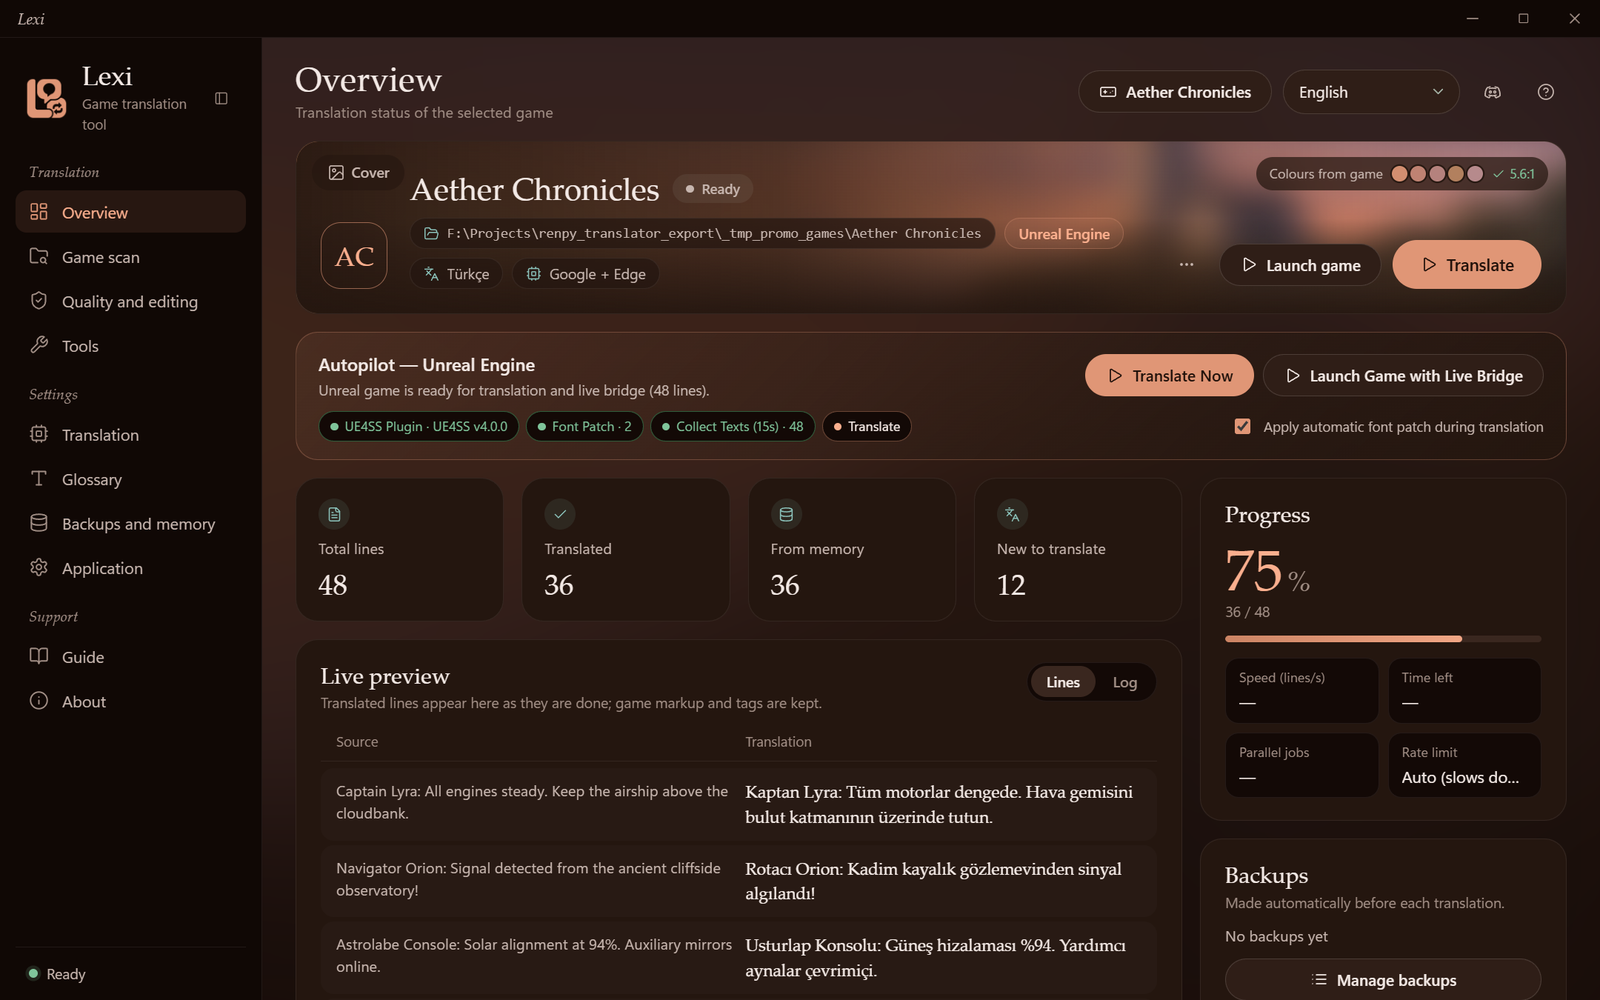 Lexi
Lexi
Game translation
tool
Translation
Overview
Game scan
Quality and editing
Tools
Settings
Translation
Glossary
Backups and memory
Application
Support
Guide
About
Ready
Overview
Translation status of the selected game
Aether Chronicles
English
Cover
Aether Chronicles
Ready
Colours from game
5.6:1
AC
F:\Projects\renpy_translator_export\_tmp_promo_games\Aether Chronicles
Unreal Engine
Türkçe
Google + Edge
...
Launch game
Translate
Autopilot — Unreal Engine
Unreal game is ready for translation and live bridge (48 lines).
Translate Now
Launch Game with Live Bridge
UE4SS Plugin · UE4SS v4.0.0
Font Patch · 2
Collect Texts (15s) · 48
Translate
Apply automatic font patch during translation
Total lines
48
Translated
36
From memory
36
New to translate
12
Progress
75 %
36 / 48
Speed (lines/s)
—
Time left
—
Parallel jobs
—
Rate limit
Auto (slows do...
Live preview
Translated lines appear here as they are done; game markup and tags are kept.
Lines
Log
Source
Translation
Captain Lyra: All engines steady. Keep the airship above the
cloudbank.
Kaptan Lyra: Tüm motorlar dengede. Hava gemisini
bulut katmanının üzerinde tutun.
Navigator Orion: Signal detected from the ancient cliffside
observatory!
Rotacı Orion: Kadim kayalık gözlemevinden sinyal
algılandı!
Astrolabe Console: Solar alignment at 94%. Auxiliary mirrors
online.
Usturlap Konsolu: Güneş hizalaması %94. Yardımcı
aynalar çevrimiçi.
Backups
Made automatically before each translation.
No backups yet
Manage backups